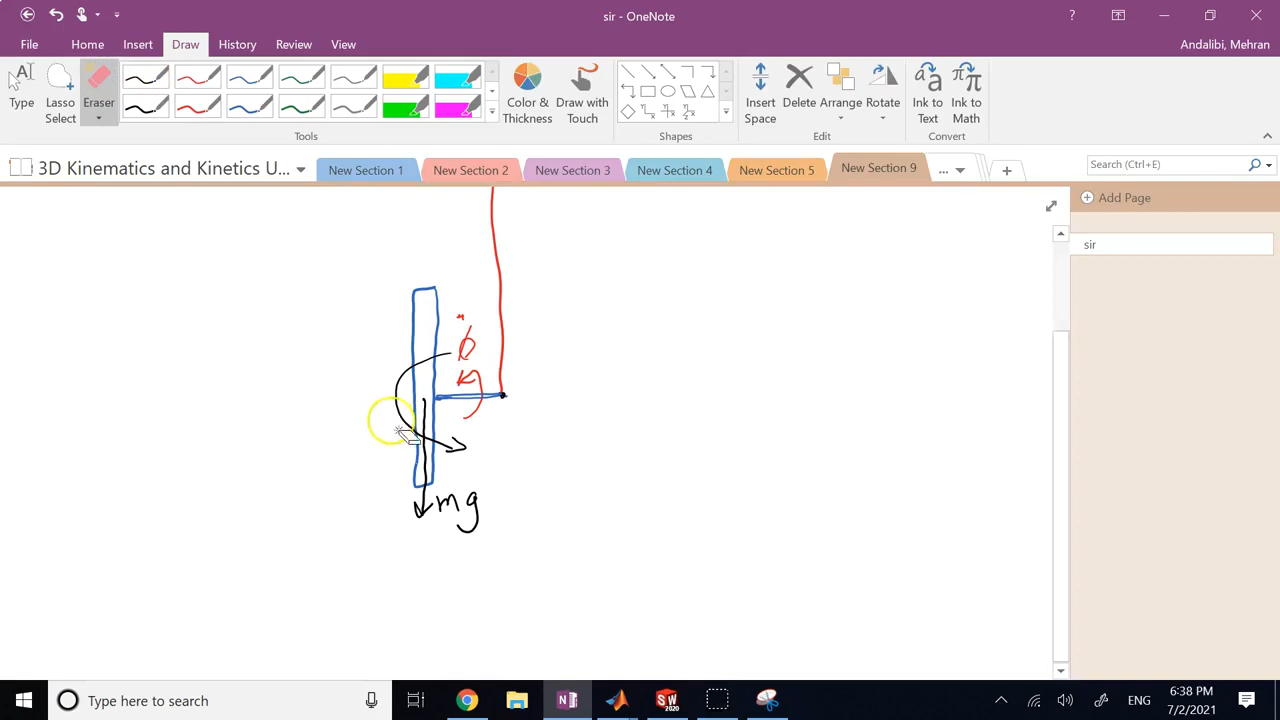 sir - OneNote
File Home Insert Draw History Review View
Andalibi, Mehran
Type
Lasso Select
Eraser
Color & Thickness
Draw with Touch
Insert Space
Delete
Arrange
Rotate
Ink to Text
Ink to Math
Tools Shapes Edit Convert
3D Kinematics and Kinetics U...
New Section 1 New Section 2 New Section 3 New Section 4 New Section 5 New Section 9 ...
Search (Ctrl+E)
Add Page
sir
mg
Type here to search
ENG
6:38 PM
7/2/2021